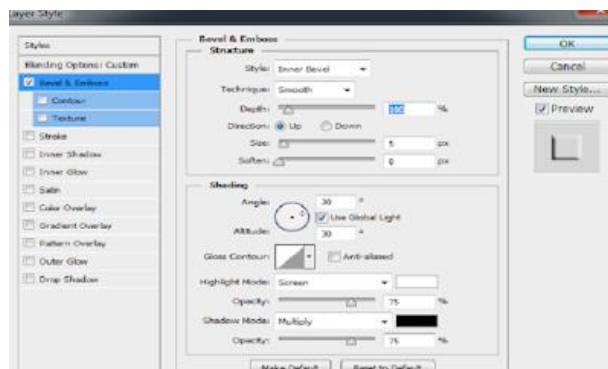 Layer Style
Styles
Blending Options: Custom
Bevel & Emboss
Contour
Texture
Stroke
Inner Shadow
Inner Glow
Satin
Color Overlay
Gradient Overlay
Pattern Overlay
Outer Glow
Drop Shadow
Bevel & Emboss
Structure
Style: Inner Bevel
Technique: Smooth
Depth: 100 %
Direction: Up Down
Size: 5 px
Soften: 0 px
Shading
Angle: 30 °
Use Global Light
Altitude: 30 °
Gloss Contour: Anti-aliased
Highlight Mode: Screen
Opacity: 75 %
Shadow Mode: Multiply
Opacity: 75 %
Make Default Reset to Default
OK
Cancel
New Style...
Preview